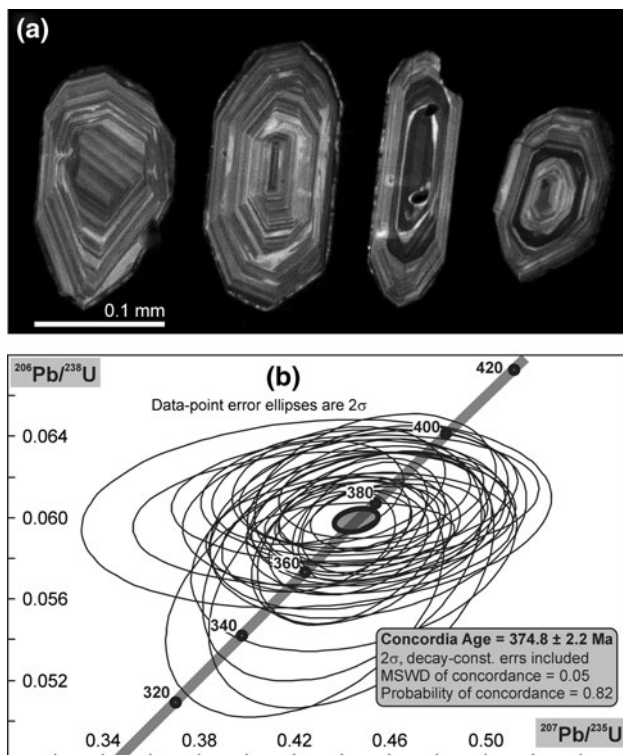 (a)
0.1 mm
²⁰⁶Pb/²³⁸U
(b)
420
Data-point error ellipses are 2σ
0.064
400
380
0.060
360
0.056
Concordia Age = 374.8 ± 2.2 Ma
340
2σ, decay-const. errs included
MSWD of concordance = 0.05
0.052
Probability of concordance = 0.82
320
0.34
0.38
0.42
0.46
0.50
²⁰⁷Pb/²³⁵U